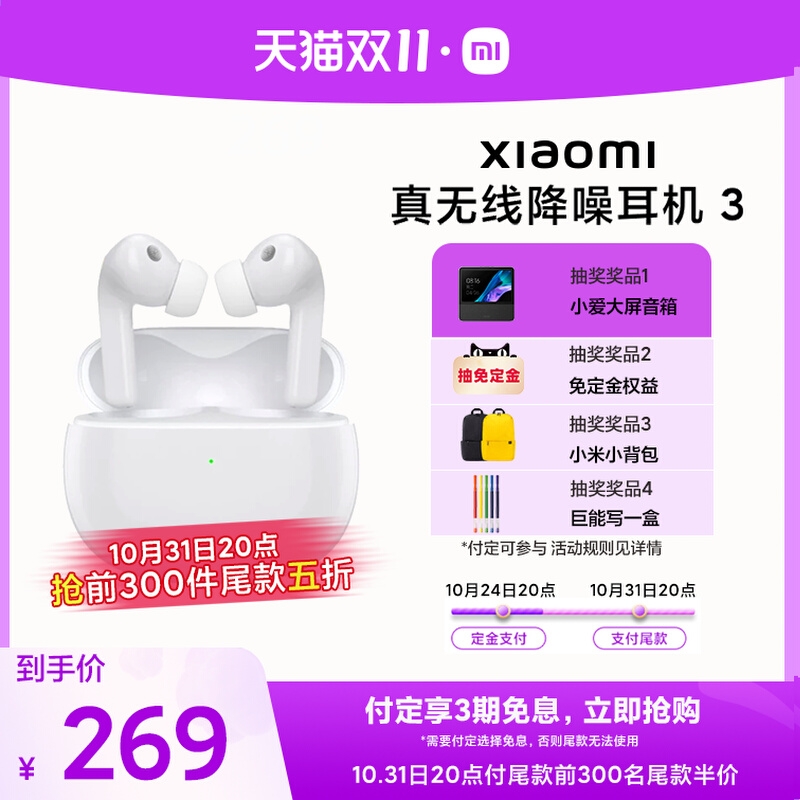 天猫双11·mi
xiaomi
真无线降噪耳机 3
08:16
抽奖奖品1
小爱大屏音箱
抽免定金
抽奖奖品2
免定金权益
抽奖奖品3
小米小背包
抽奖奖品4
巨能写一盒
*付定可参与 活动规则见详情
10月31日20点
抢前300件尾款五折
10月24日20点
10月31日20点
定金支付
支付尾款
到手价
¥ 269
付定享3期免息，立即抢购
*需要付定选择免息，否则尾款无法使用
10.31日20点付尾款前300名尾款半价